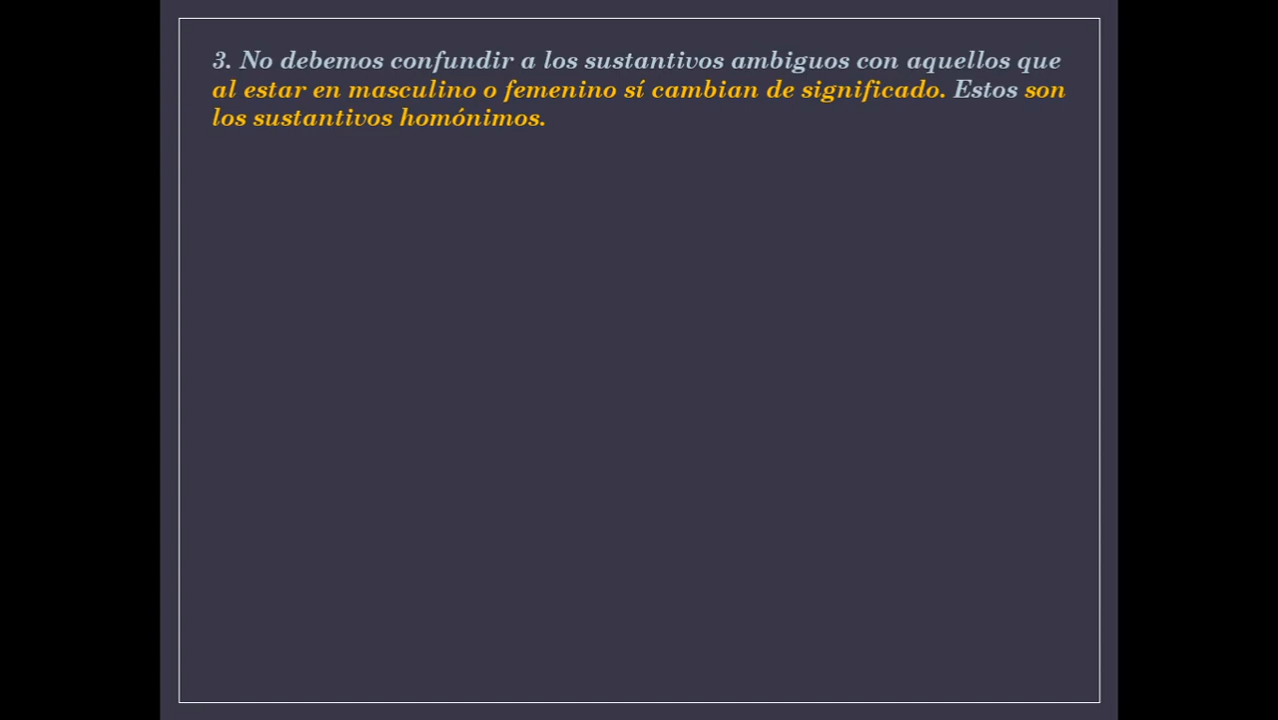 3. No debemos confundir a los sustantivos ambiguos con aquellos que
al estar en masculino o femenino sí cambian de significado. Estos son
los sustantivos homónimos.